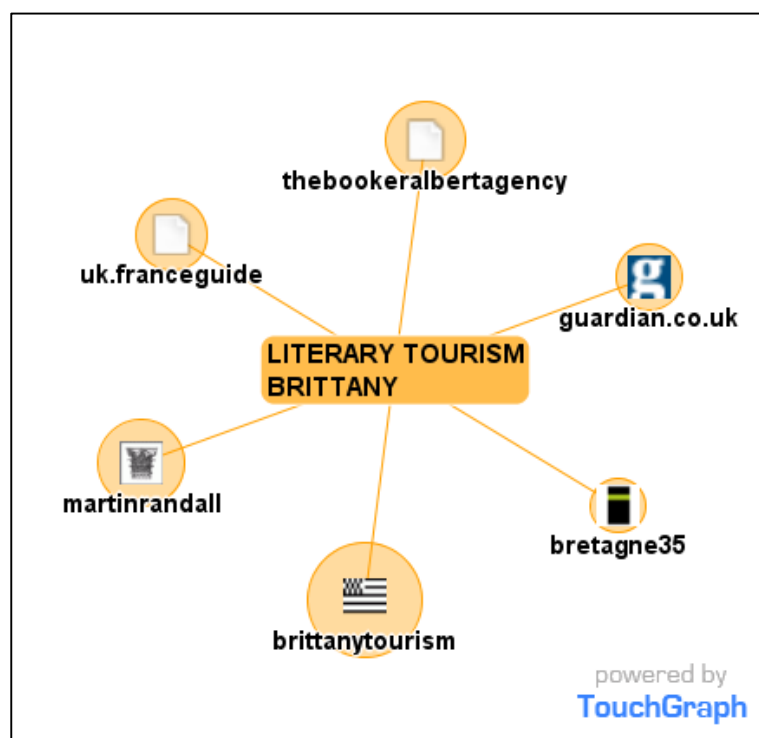 thebookeralbertagency
uk.franceguide
g
guardian.co.uk
LITERARY TOURISM
BRITTANY
martinrandall
bretagne35
brittanytourism
powered by
TouchGraph